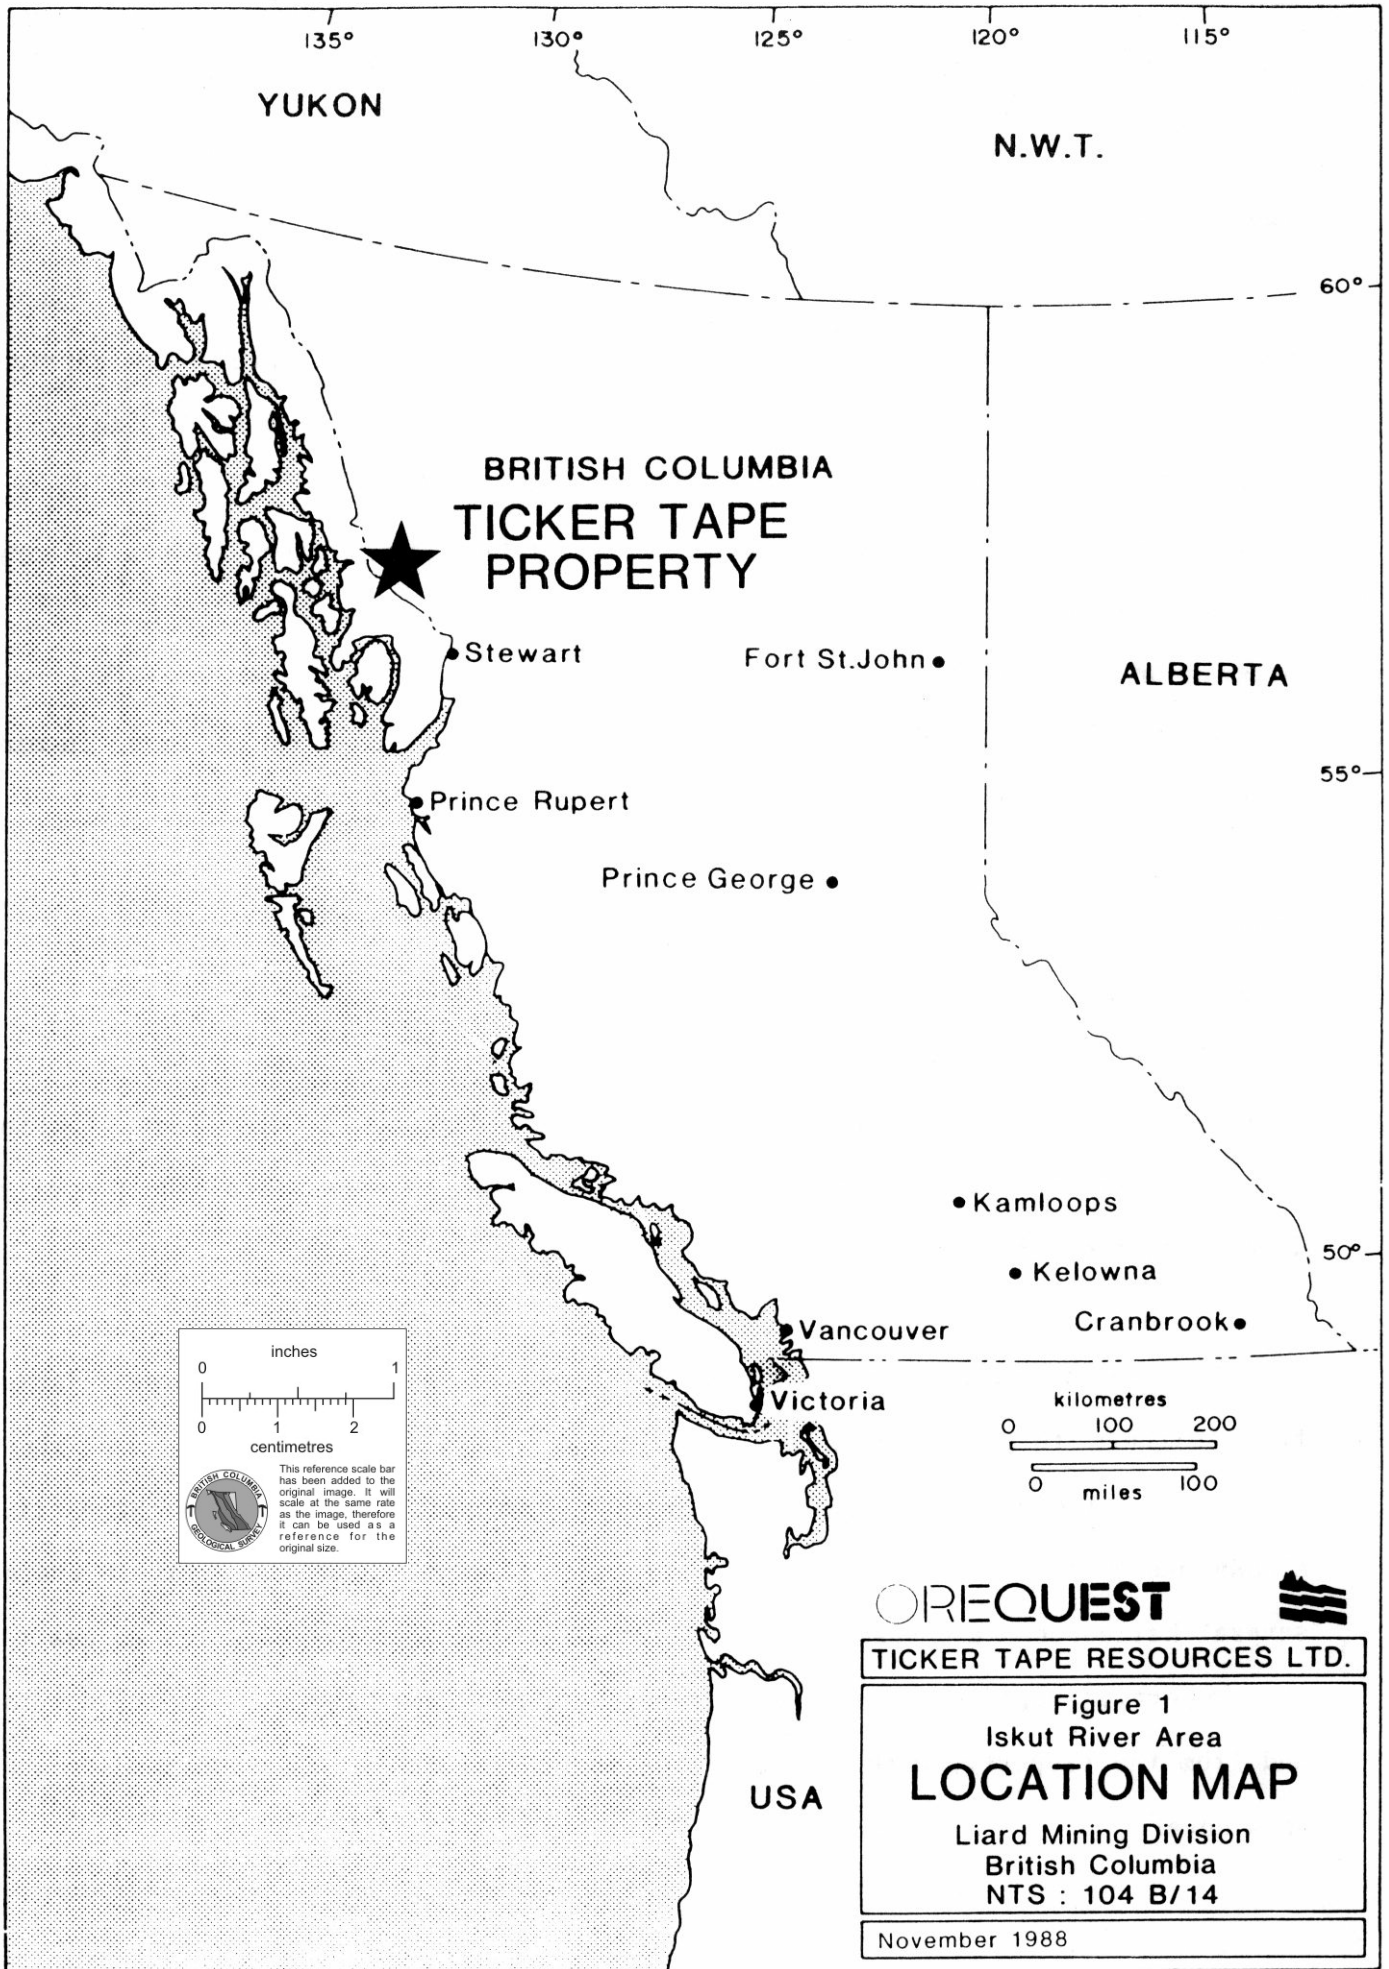 135° 130° 125° 120° 115°
YUKON
N.W.T.
60°
BRITISH COLUMBIA
TICKER TAPE
PROPERTY
Stewart
Fort St.John
ALBERTA
55°
Prince Rupert
Prince George
Kamloops
50°
Kelowna
Cranbrook
Vancouver
Victoria
inches
0 1
0 1 2
centimetres
This reference scale bar
has been added to the
original image. It will
scale at the same rate
as the image, therefore
it can be used as a
reference for the
original size.
BRITISH COLUMBIA
GEOLOGICAL SURVEY
kilometres
0 100 200
0 100
miles
OREQUEST
TICKER TAPE RESOURCES LTD.
Figure 1
Iskut River Area
LOCATION MAP
Liard Mining Division
British Columbia
NTS : 104 B/14
November 1988
USA